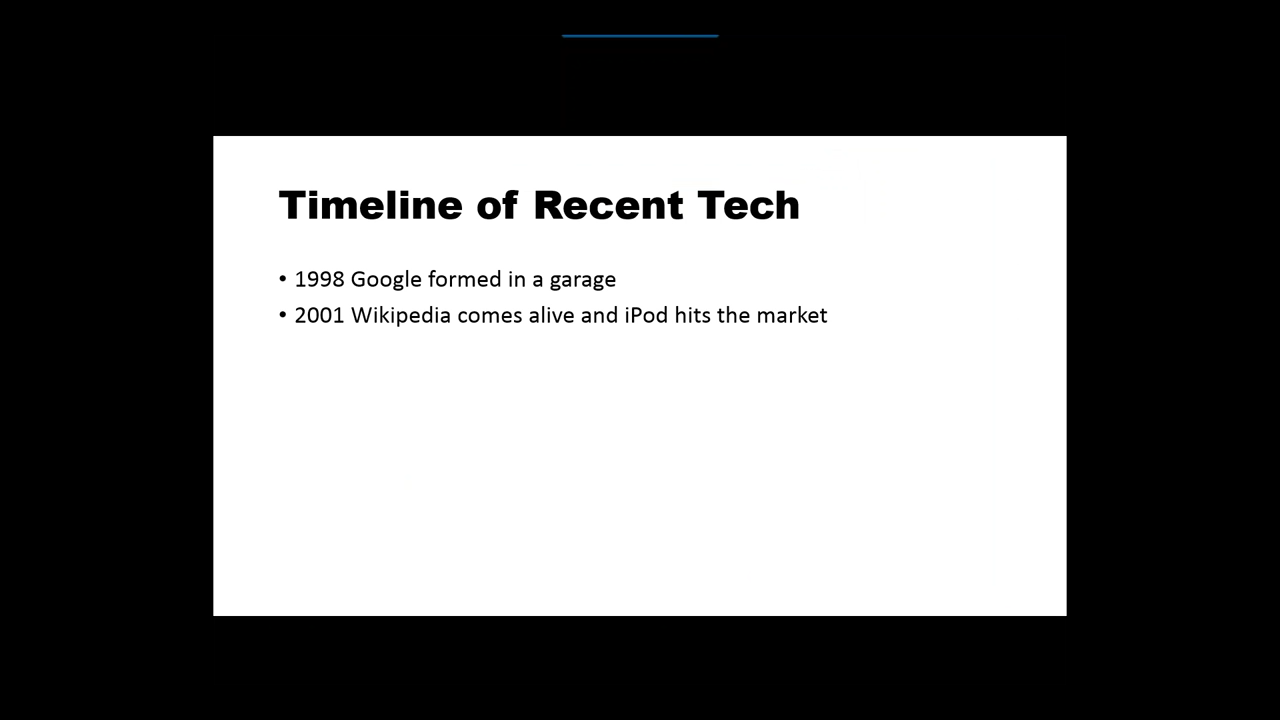 Timeline of Recent Tech
• 1998 Google formed in a garage
• 2001 Wikipedia comes alive and iPod hits the market